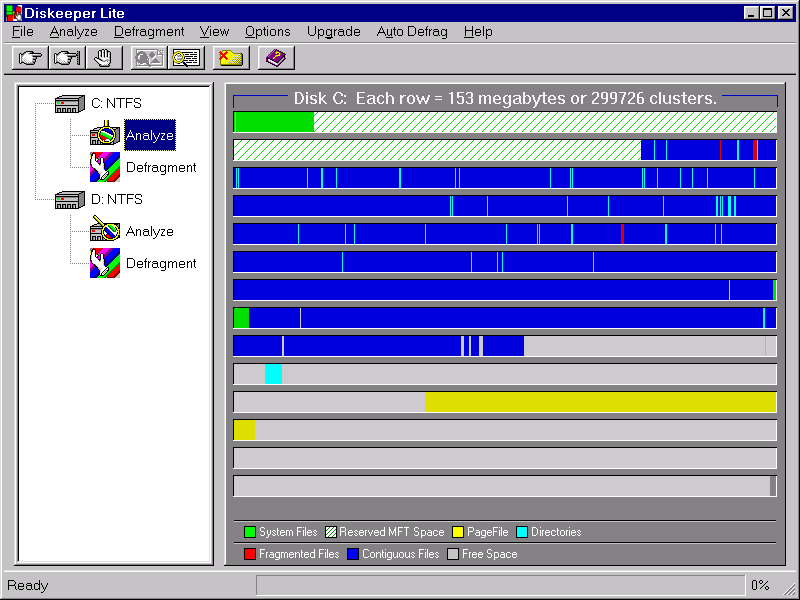 Diskeeper Lite
File Analyze Defragment View Options Upgrade Auto Defrag Help
Disk C: Each row = 153 megabytes or 299726 clusters.
C: NTFS
Analyze
Defragment
D: NTFS
Analyze
Defragment
System Files Reserved MFT Space PageFile Directories
Fragmented Files Contiguous Files Free Space
Ready 0%